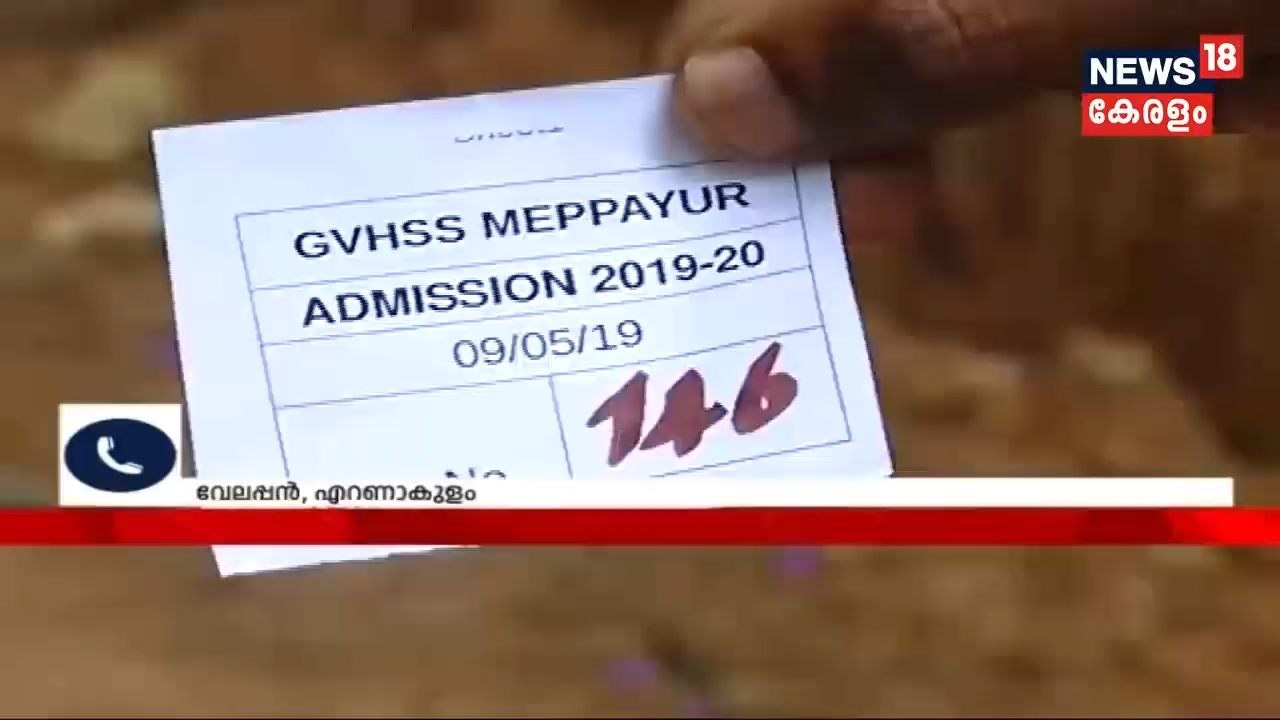 NEWS 18
കേരളം
GVHSS MEPPAYUR
ADMISSION 2019-20
09/05/19
146
വേലപ്പൻ, എറണാകുളം